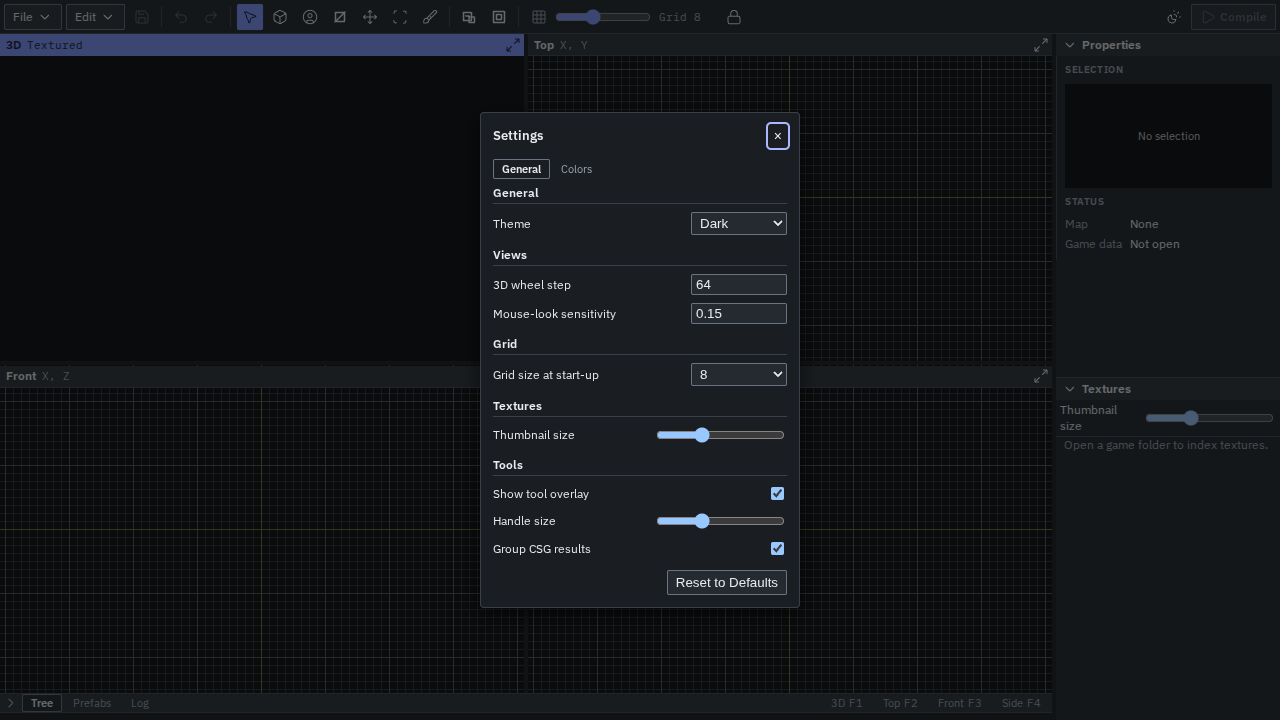 File Edit Grid 8 Compile
3D Textured Top X, Y Properties
SELECTION
No selection
STATUS
Map None
Game data Not open
Settings ×
General Colors
General
Theme Dark
Views
3D wheel step 64
Mouse-look sensitivity 0.15
Grid
Grid size at start-up 8
Textures
Thumbnail size
Tools
Show tool overlay
Handle size
Group CSG results
Reset to Defaults
Front X, Z
Textures
Thumbnail
size
Open a game folder to index textures.
Tree Prefabs Log 3D F1 Top F2 Front F3 Side F4